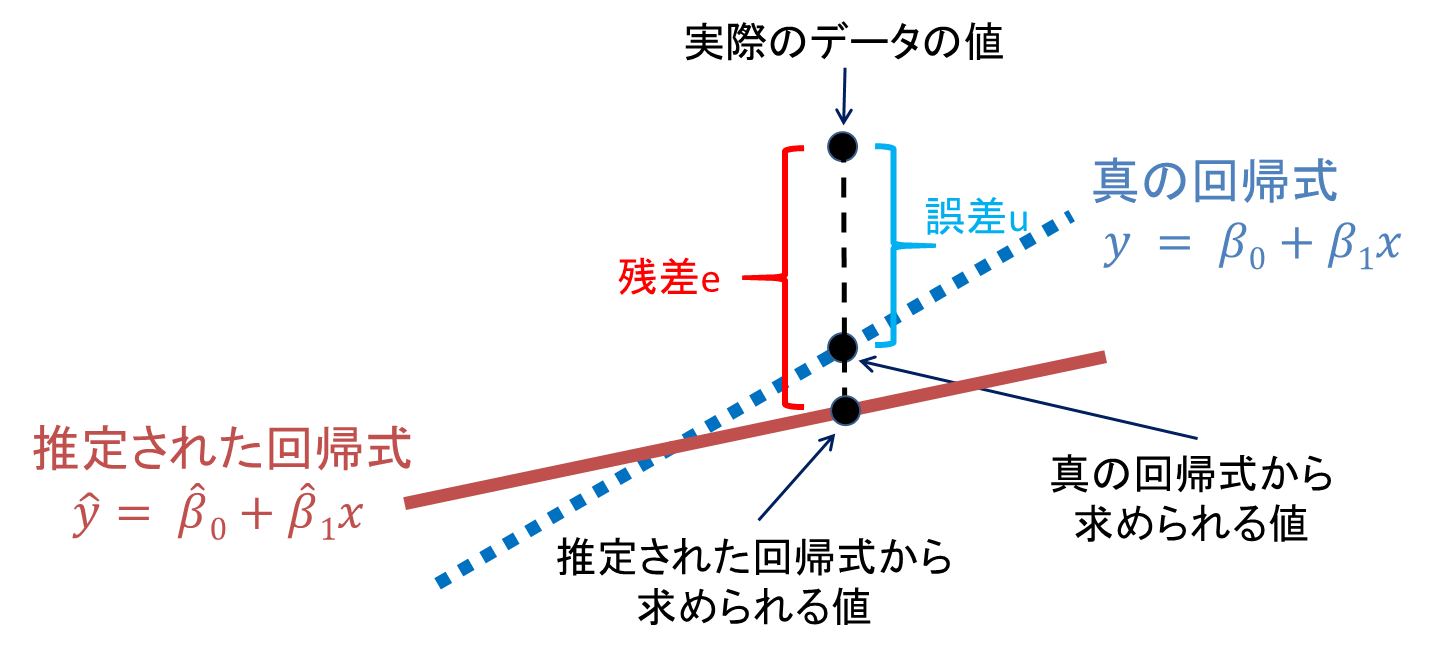 実際のデータの値
真の回帰式
y = β₀ + β₁x
誤差u
残差e
推定された回帰式
ŷ = β̂₀ + β̂₁x
真の回帰式から
求められる値
推定された回帰式から
求められる値